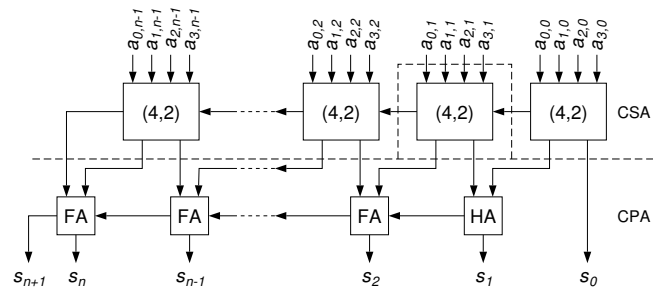 a0,n-1 a1,n-1 a2,n-1 a3,n-1 a0,2 a1,2 a2,2 a3,2 a0,1 a1,1 a2,1 a3,1 a0,0 a1,0 a2,0 a3,0
(4,2) (4,2) (4,2) (4,2) CSA
FA FA FA HA CPA
sn+1 sn sn-1 s2 s1 s0